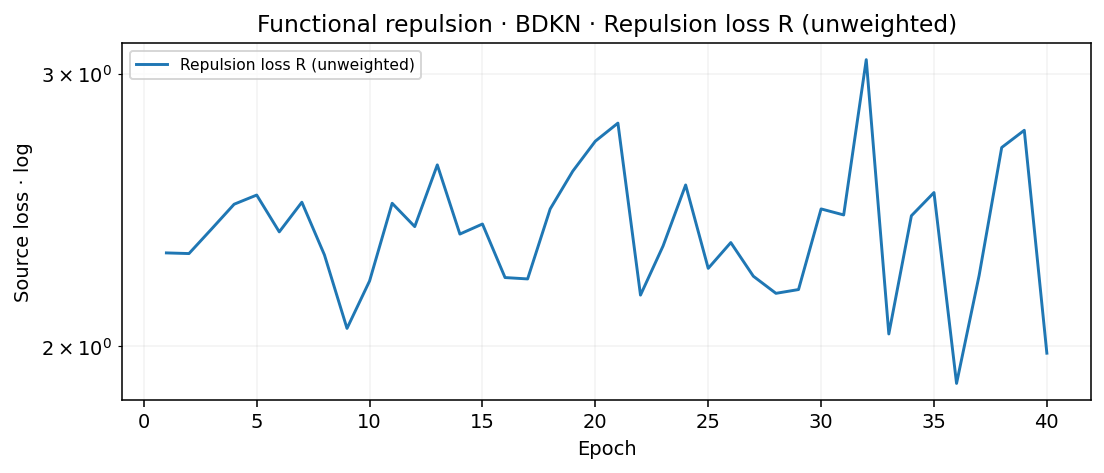 Functional repulsion · BDKN · Repulsion loss R (unweighted)
Repulsion loss R (unweighted)
3 × 10⁰
2 × 10⁰
Source loss · log
0 5 10 15 20 25 30 35 40
Epoch